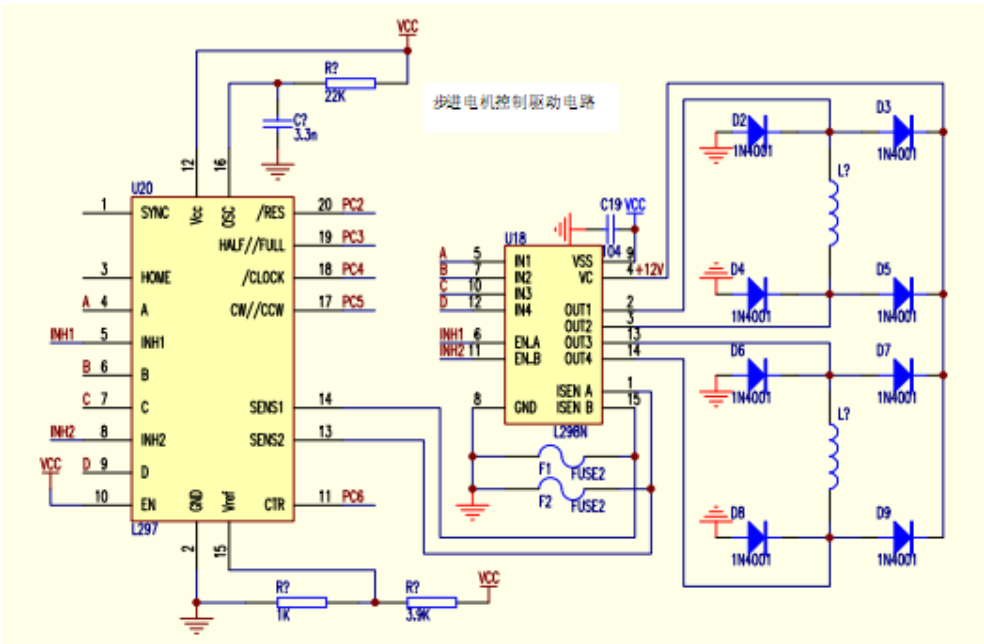 VCC
R?
22K
C?
3.3n
步进电机控制驱动电路
12
16
U20
1
SYNC
Vcc
OSC
/RES
20
PC2
HALF//FULL
19
PC3
3
HOME
/CLOCK
18
PC4
A
4
A
CW//CCW
17
PC5
INH1
5
INH1
B
6
B
C
7
C
SENS1
14
INH2
8
INH2
SENS2
13
VCC
D
9
D
10
EN
GND
Vref
CTR
11
PC6
L297
2
15
R?
1K
R?
3.9K
VCC
C19
VCC
104
U18
A
5
IN1
VSS
9
B
7
IN2
VC
4
+12V
C
10
IN3
D
12
IN4
OUT1
2
OUT2
3
INH1
6
EN.A
OUT3
13
INH2
11
EN.B
OUT4
14
ISEN A
1
8
GND
ISEN B
15
L298N
F1
FUSE2
F2
FUSE2
D2
1N4001
D3
1N4001
L?
D4
1N4001
D5
1N4001
D6
1N4001
D7
1N4001
L?
D8
1N4001
D9
1N4001